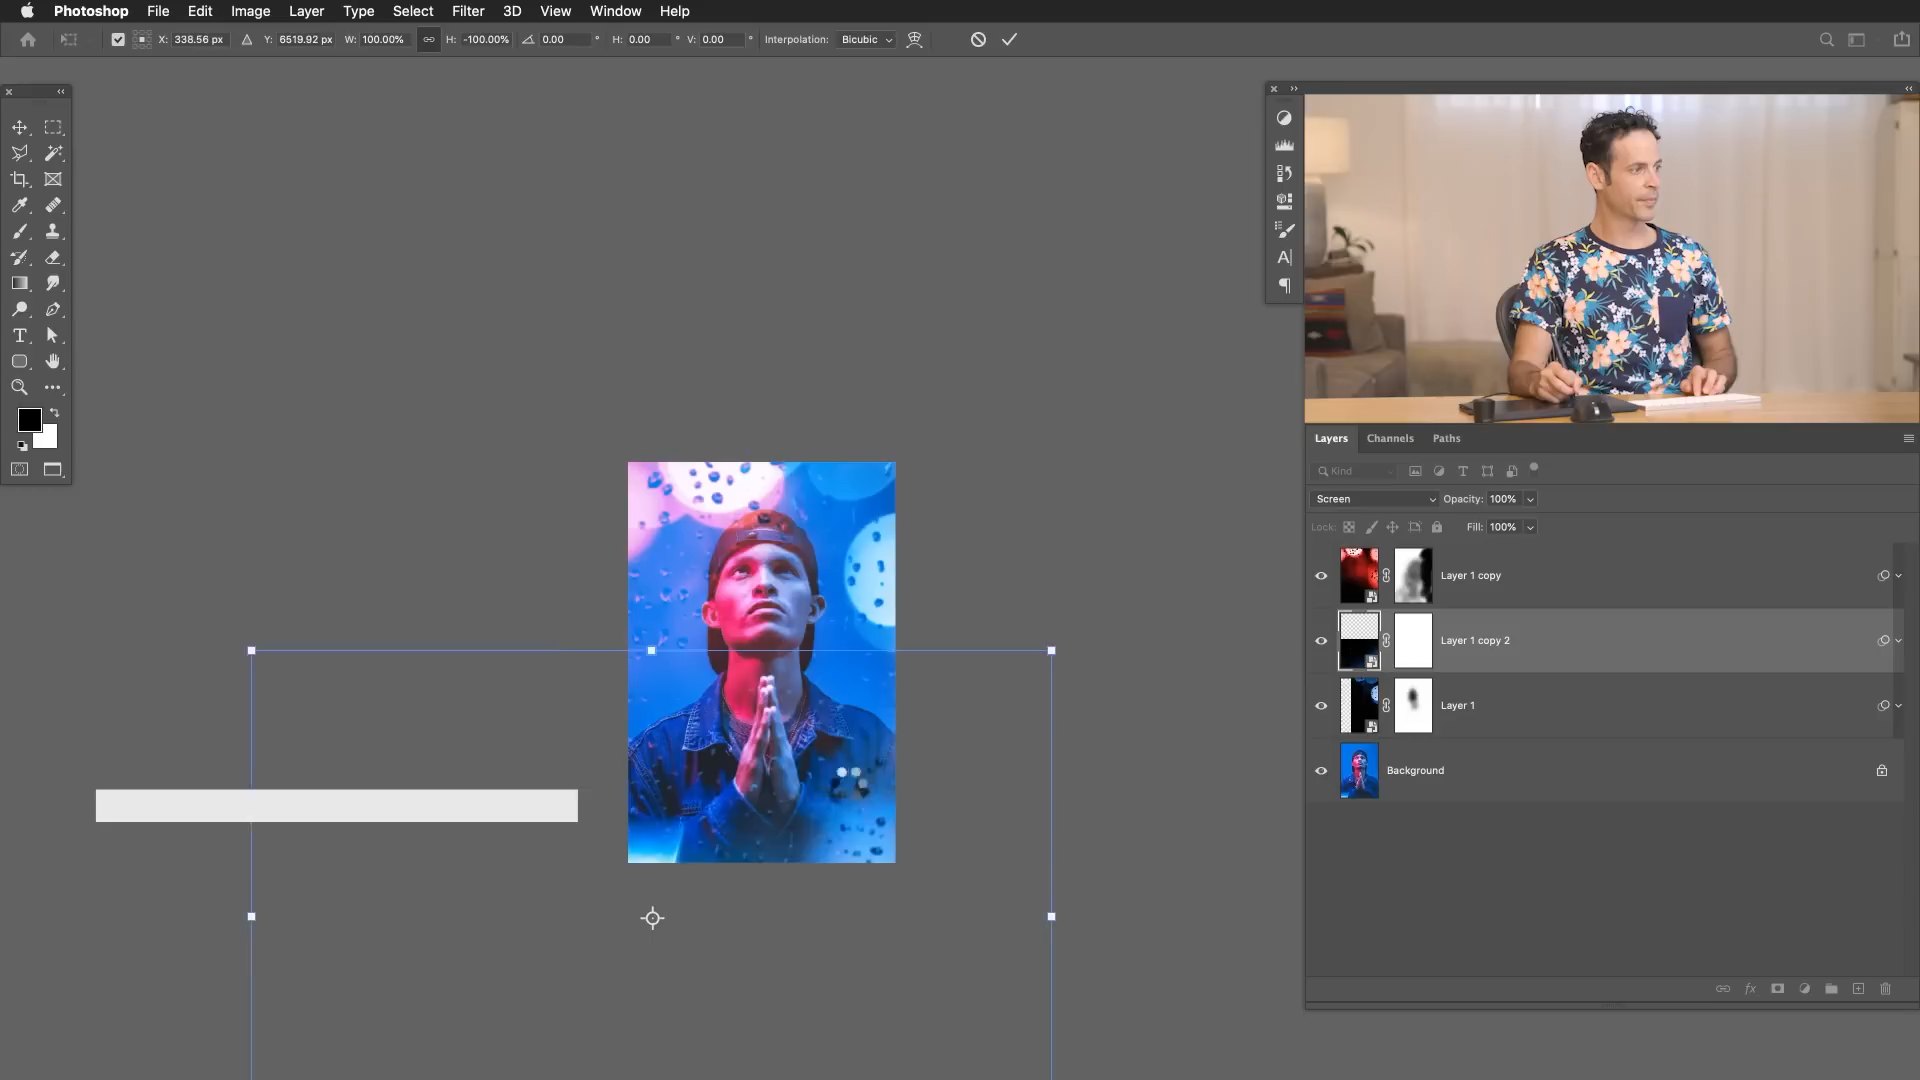 Photoshop File Edit Image Layer Type Select Filter 3D View Window Help
X: 338.56 px Y: 6519.92 px W: 100.00% H: -100.00% 0.00 ° H: 0.00 ° V: 0.00 ° Interpolation: Bicubic
Layers Channels Paths
Kind
Screen Opacity: 100%
Lock: Fill: 100%
Layer 1 copy
Layer 1 copy 2
Layer 1
Background